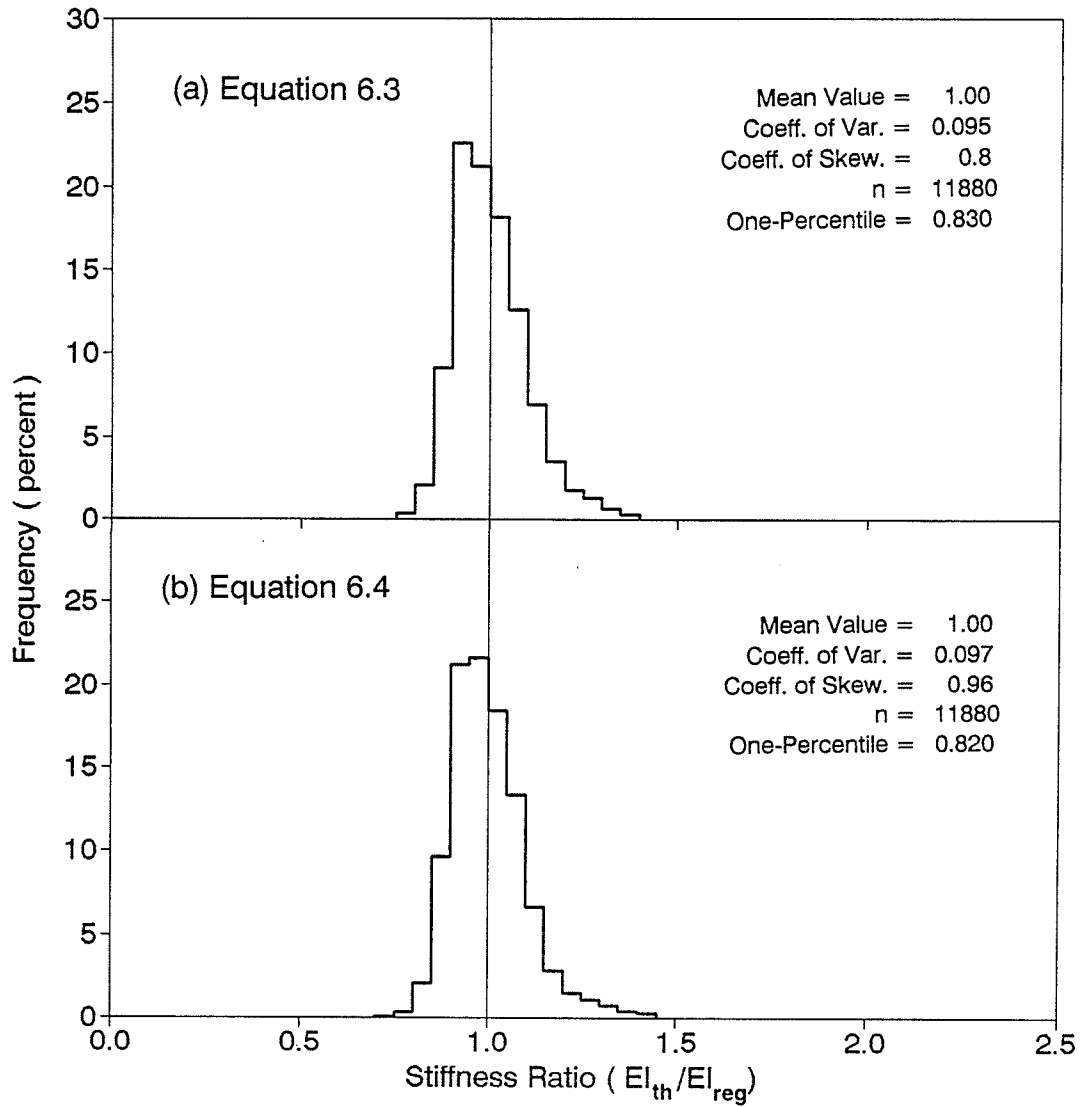 30
(a) Equation 6.3
Mean Value = 1.00
25
Coeff. of Var. = 0.095
Coeff. of Skew. = 0.8
20
n = 11880
One-Percentile = 0.830
15
10
5
0
Frequency ( percent )
(b) Equation 6.4
25
Mean Value = 1.00
Coeff. of Var. = 0.097
20
Coeff. of Skew. = 0.96
n = 11880
One-Percentile = 0.820
15
10
5
0
0.0 0.5 1.0 1.5 2.0 2.5
Stiffness Ratio ( EI_th/EI_reg)